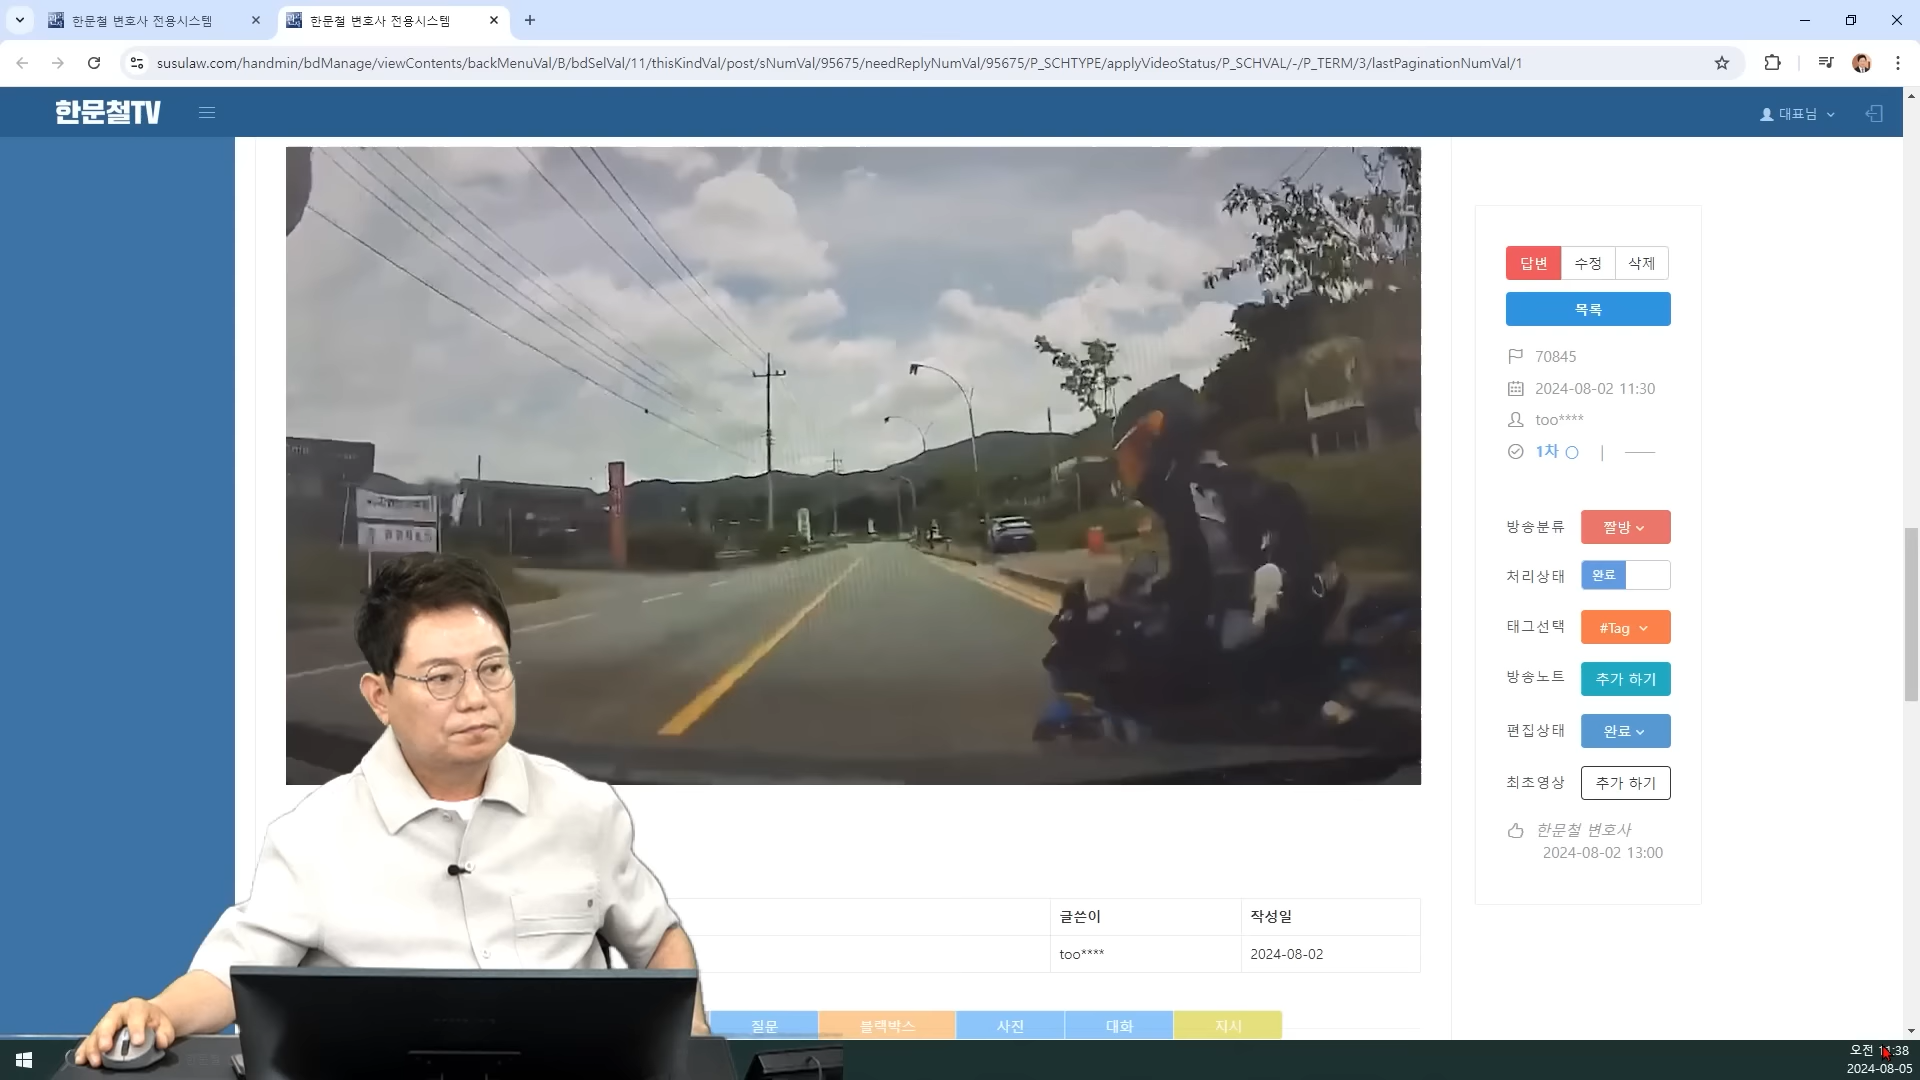 한문철 변호사 전용시스템
한문철 변호사 전용시스템
susulaw.com/handmin/bdManage/viewContents/backMenuVal/B/bdSelVal/11/thisKindVal/post/sNumVal/95675/needReplyNumVal/95675/P_SCHTYPE/applyVideoStatus/P_SCHVAL/-/P_TERM/3/lastPaginationNumVal/1
한문철TV
대표님
답변 수정 삭제
목록
70845
2024-08-02 11:30
too****
1차
방송분류 짤방
처리상태 완료
태그선택 #Tag
방송노트 추가 하기
편집상태 완료
최초영상 추가 하기
한문철 변호사
2024-08-02 13:00
글쓴이 작성일
too**** 2024-08-02
질문 블랙박스 사진 대화 지시
오전 11:38
2024-08-05